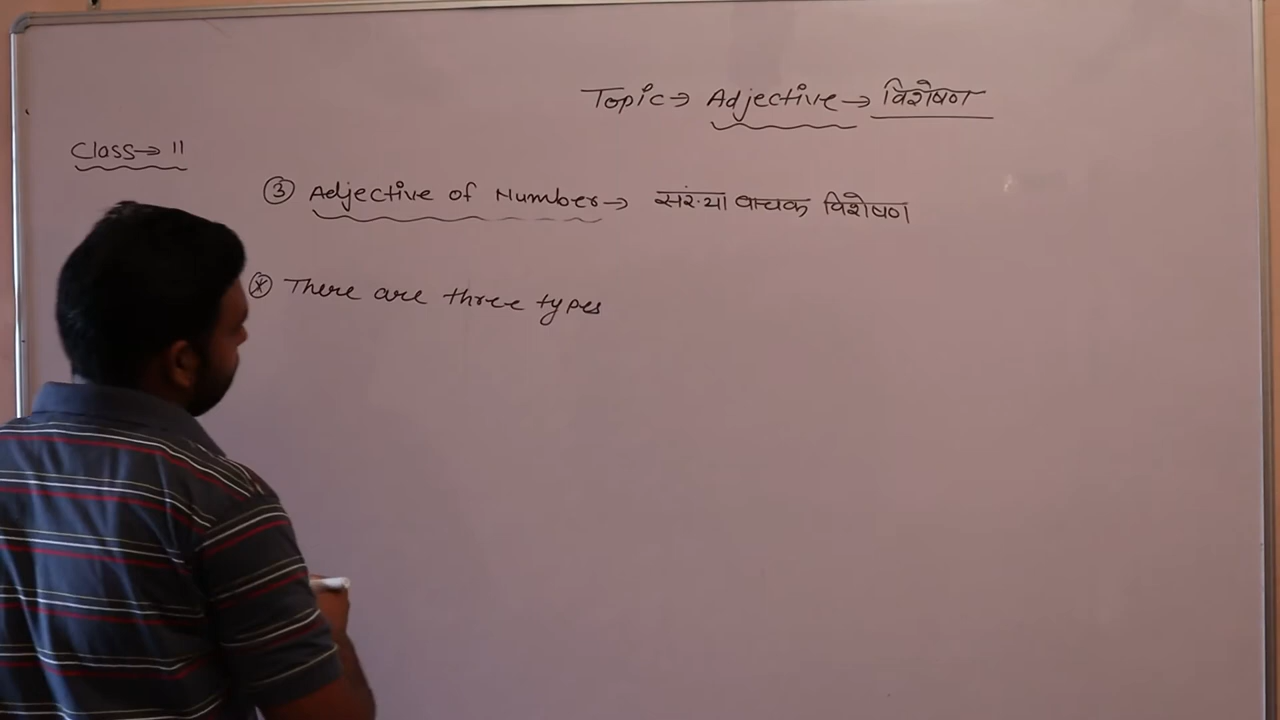 Topic→ Adjective→ विशेषण
Class→ 11
③ Adjective of Number→ संख्या वाचक विशेषण
Ⓧ There are three types